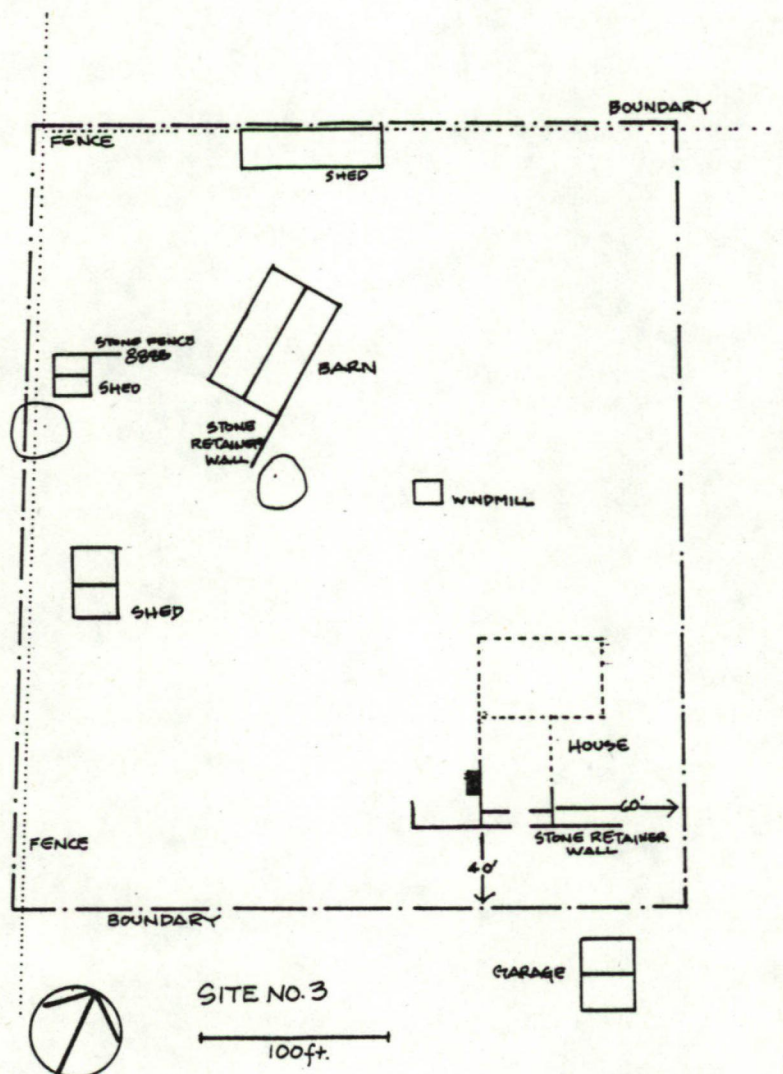 BOUNDARY
FENCE
SHED
STONE FENCE
SHED
BARN
STONE
RETAINER
WALL
WINDMILL
SHED
HOUSE
60'
STONE RETAINER
WALL
FENCE
40'
BOUNDARY
GARAGE
SITE NO. 3
100ft.